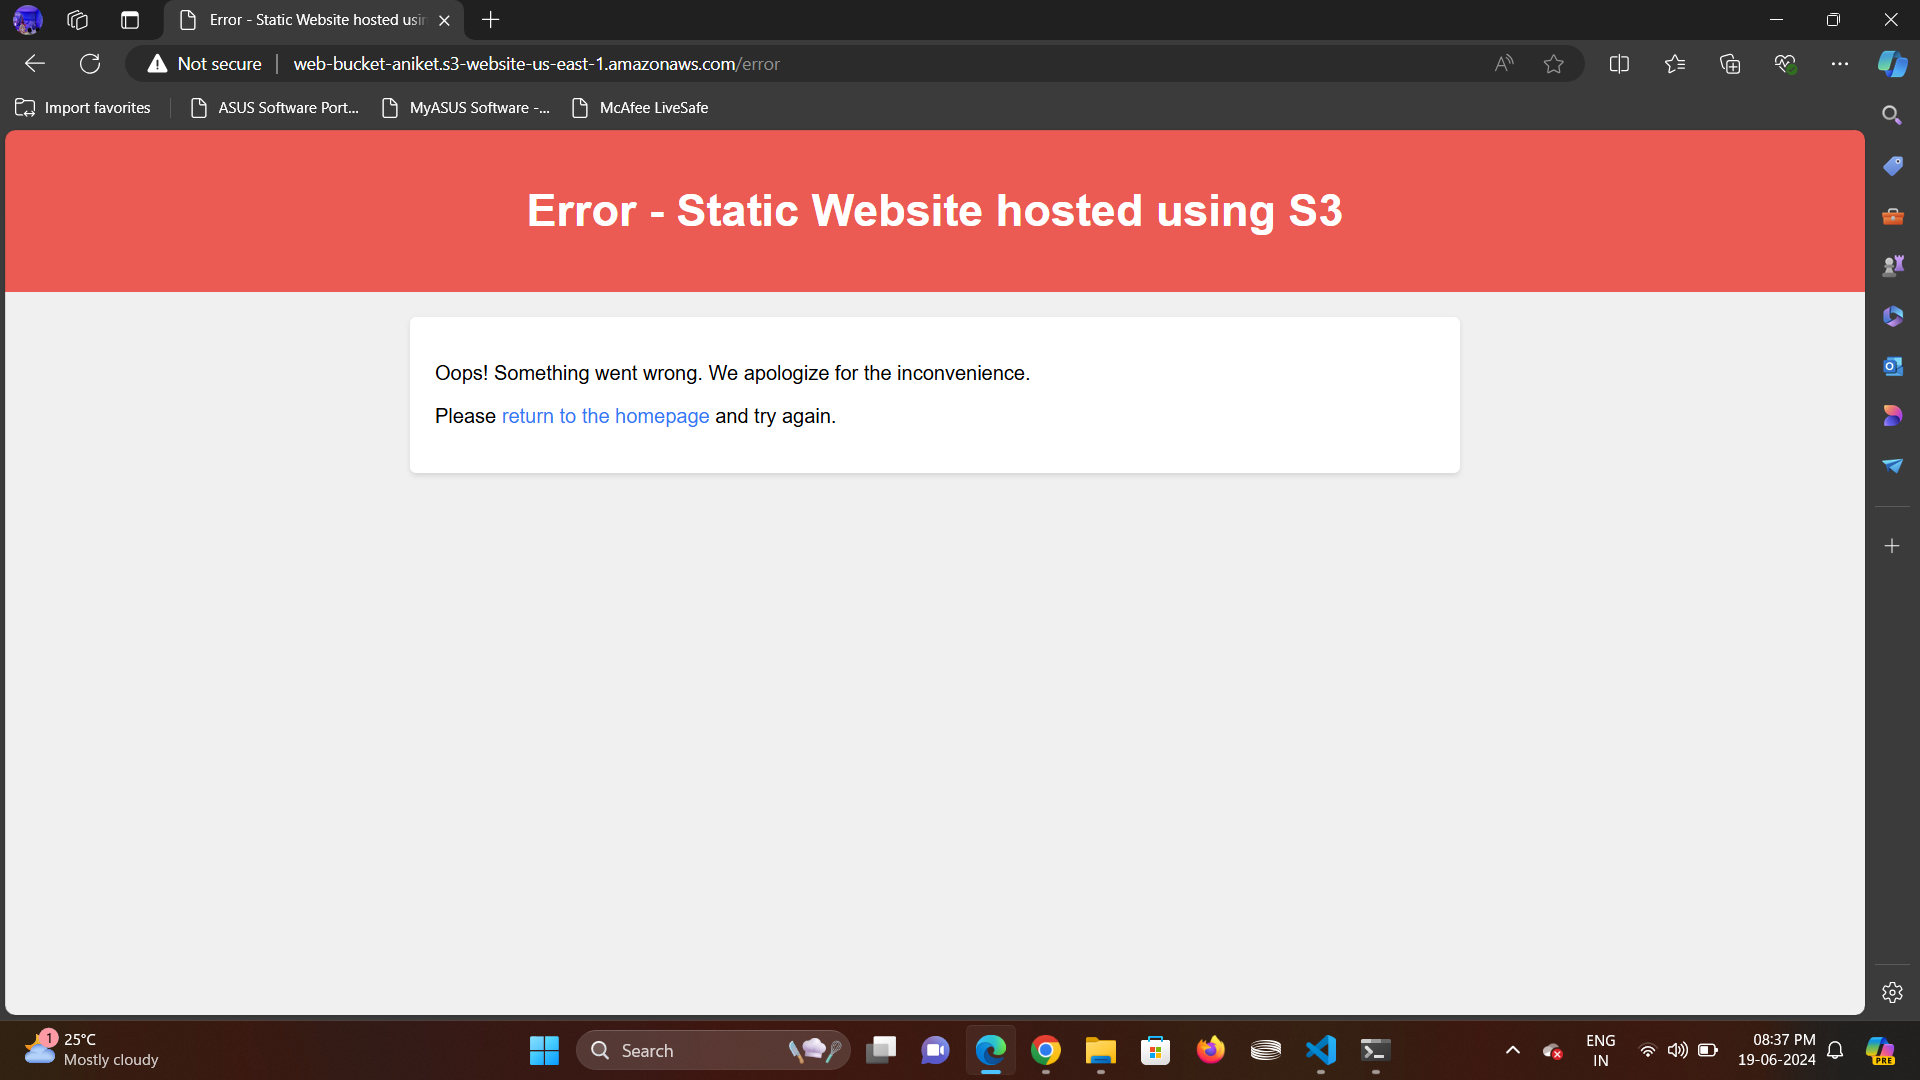 Error - Static Website hosted usin
Not secure
web-bucket-aniket.s3-website-us-east-1.amazonaws.com/error
Import favorites
ASUS Software Port...
MyASUS Software -...
McAfee LiveSafe
Error - Static Website hosted using S3
Oops! Something went wrong. We apologize for the inconvenience.
Please return to the homepage and try again.
1
25°C
Mostly cloudy
Search
ENG
IN
08:37 PM
19-06-2024
PRE